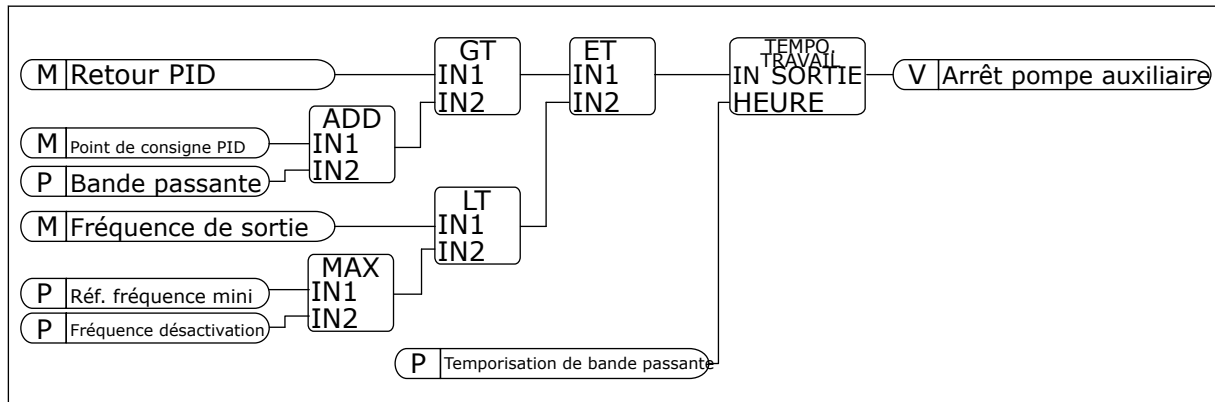 GT
ET
TEMPO.
TRAVAIL
M Retour PID
IN1
IN1
IN SORTIE
V Arrêt pompe auxiliaire
IN2
IN2
HEURE
ADD
M Point de consigne PID
IN1
P Bande passante
IN2
LT
M Fréquence de sortie
IN1
IN2
MAX
P Réf. fréquence mini
IN1
P Fréquence désactivation
IN2
P Temporisation de bande passante